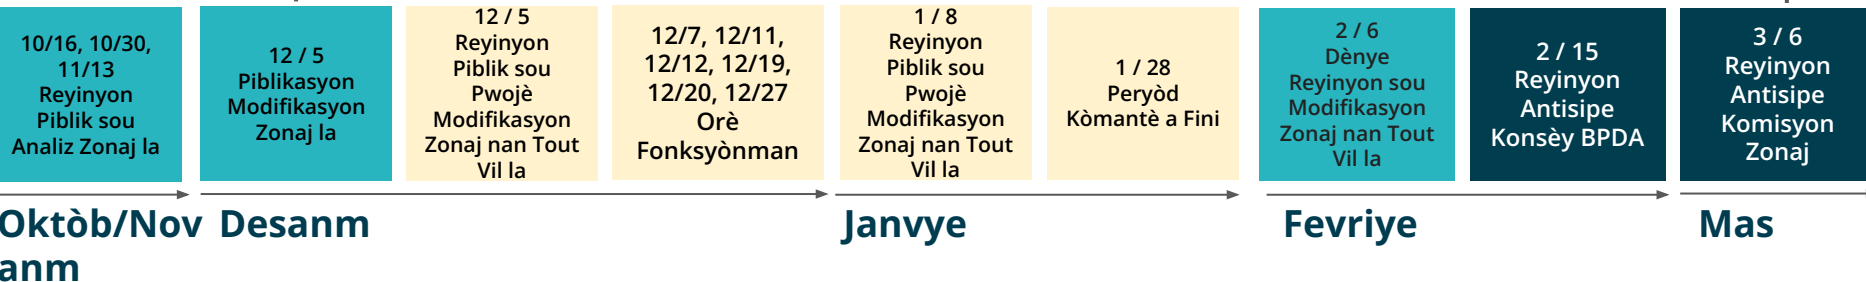 10/16, 10/30,
11/13
Reyinyon
Piblik sou
Analiz Zonaj la
12 / 5
Piblikasyon
Modifikasyon
Zonaj la
12 / 5
Reyinyon
Piblik sou
Pwojè
Modifikasyon
Zonaj nan Tout
Vil la
12/7, 12/11,
12/12, 12/19,
12/20, 12/27
Orè
Fonksyònman
1 / 8
Reyinyon
Piblik sou
Pwojè
Modifikasyon
Zonaj nan Tout
Vil la
1 / 28
Peryòd
Kòmantè a Fini
2 / 6
Dènye
Reyinyon sou
Modifikasyon
Zonaj nan Tout
Vil la
2 / 15
Reyinyon
Antisipe
Konsèy BPDA
3 / 6
Reyinyon
Antisipe
Komisyon
Zonaj
Oktòb/Nov
anm
Desanm
Janvye
Fevriye
Mas